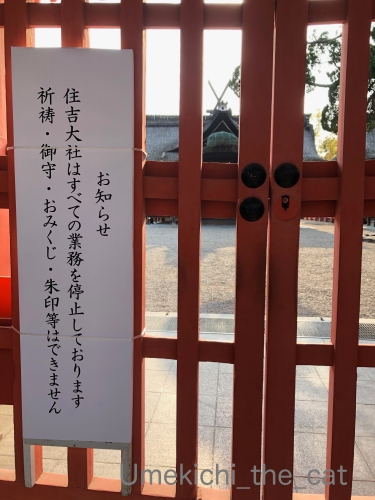 お知らせ
住吉大社はすべての業務を停止しております
祈祷・御守・おみくじ・朱印等はできません
Umekichi_the_cat